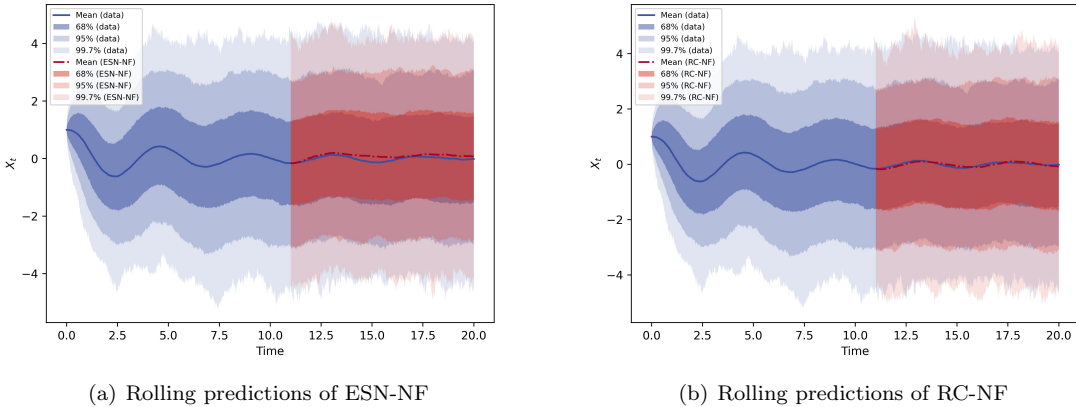 Mean (data)
68% (data)
95% (data)
99.7% (data)
Mean (ESN-NF)
68% (ESN-NF)
95% (ESN-NF)
99.7% (ESN-NF)
4
2
0
−2
−4
X_t
0.0 2.5 5.0 7.5 10.0 12.5 15.0 17.5 20.0
Time
(a) Rolling predictions of ESN-NF
Mean (data)
68% (data)
95% (data)
99.7% (data)
Mean (RC-NF)
68% (RC-NF)
95% (RC-NF)
99.7% (RC-NF)
4
2
0
−2
−4
X_t
0.0 2.5 5.0 7.5 10.0 12.5 15.0 17.5 20.0
Time
(b) Rolling predictions of RC-NF